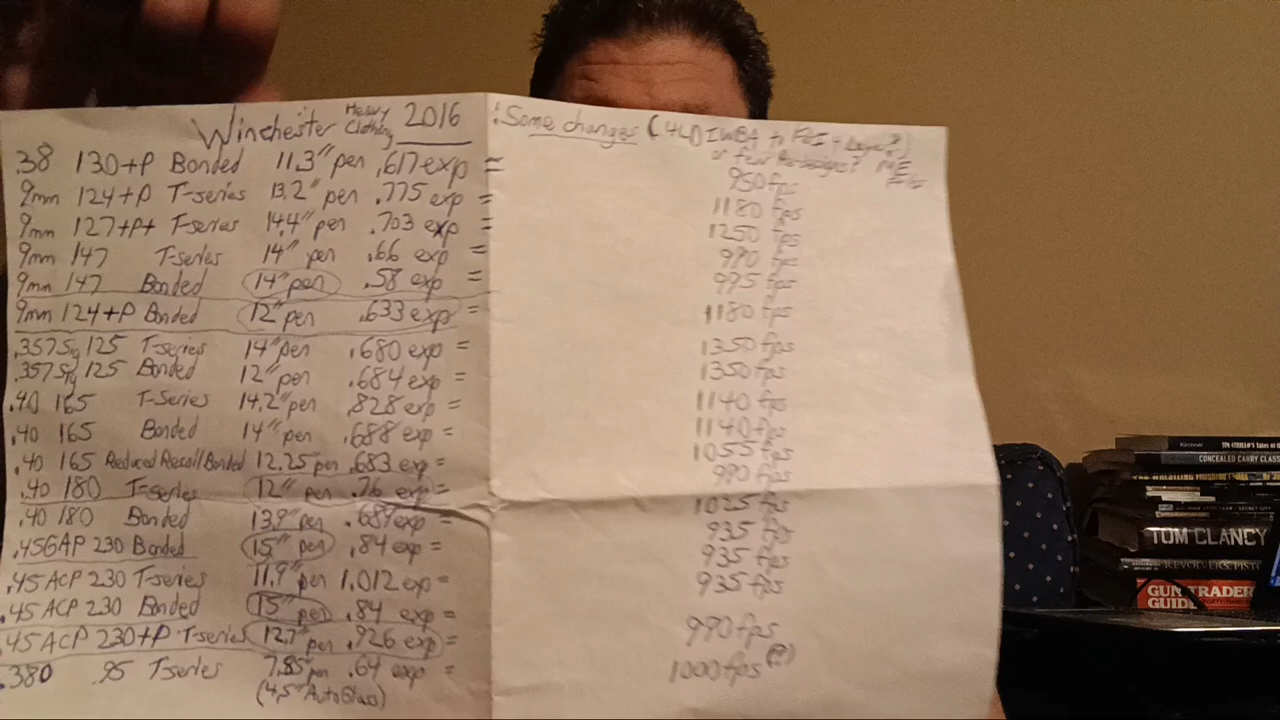 Winchester Heavy Clothing 2016 : Some changes (
.38 130+P Bonded 11.3" pen .617 exp = 950 fps
9mm 124+P T-series 13.2" pen .775 exp = 1180 fps
9mm 127+P+ T-series 14.4" pen .703 exp = 1250 fps
9mm 147 T-series 14" pen .66 exp = 990 fps
9mm 147 Bonded 14" pen .58 exp = 995 fps
9mm 124+P Bonded 12" pen .633 exp = 1180 fps
.357Sig 125 T-series 14" pen .680 exp = 1350 fps
.357Sig 125 Bonded 12" pen .684 exp = 1350 fps
.40 165 T-Series 14.2" pen .828 exp = 1140 fps
.40 165 Bonded 14" pen .688 exp = 1140 fps
.40 165 Reduced Recoil Bonded 12.25" pen .683 exp = 1055 fps
.40 180 T-series 12" pen .76 exp = 990 fps
.40 180 Bonded 13.9" pen exp = 1025 fps
.45GAP 230 Bonded 15" pen .84 exp = 935 fps
.45 ACP 230 T-series 11.9" pen 1.012 exp = 935 fps
.45 ACP 230 Bonded 15" pen .84 exp = 935 fps
.45 ACP 230+P T-series 12.7" pen .926 exp = 990 fps
.380 95 T series 7.85" pen .64 exp = 1000 fps (?)
(4.5" AutoGlass)
Kirchner
CONCEALED CARRY CLASS
TOM CLANCY
GUN TRADER
GUIDE